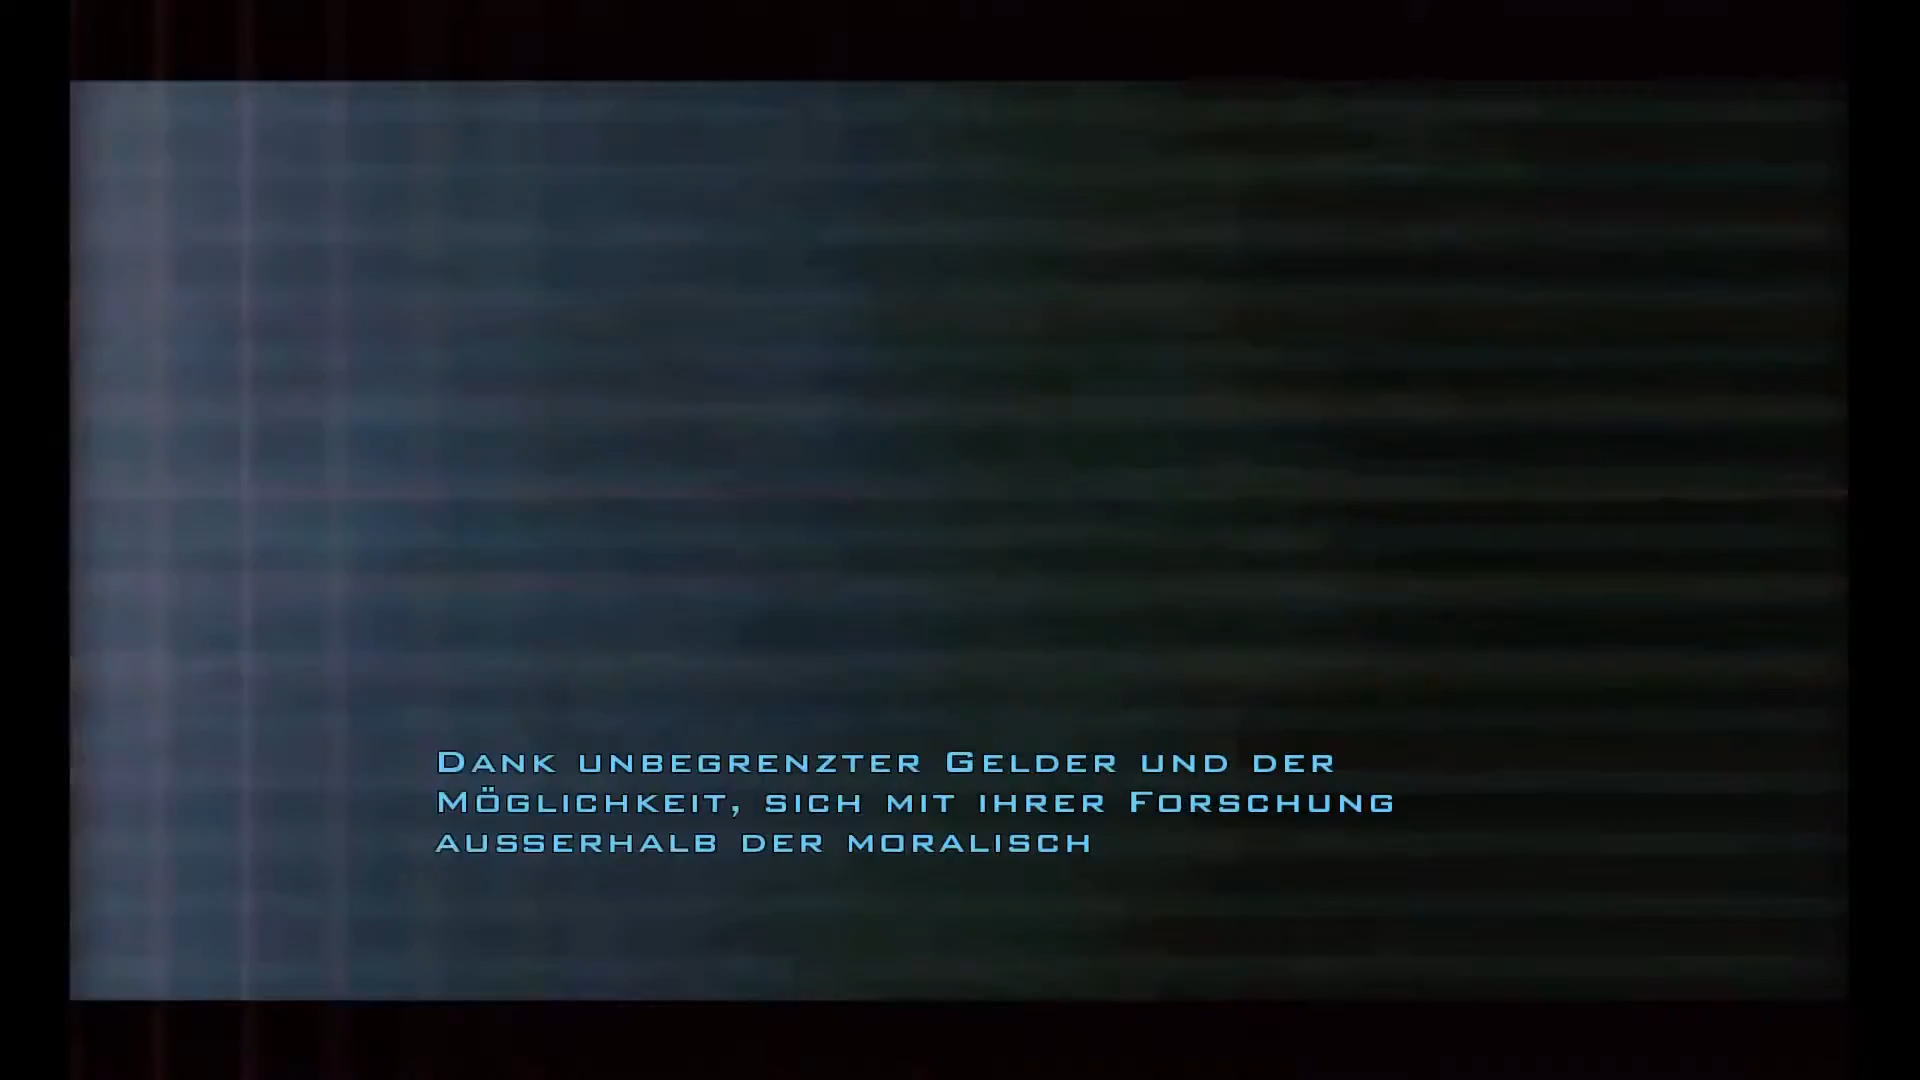 Dank unbegrenzter Gelder und der
Möglichkeit, sich mit ihrer Forschung
ausserhalb der moralisch